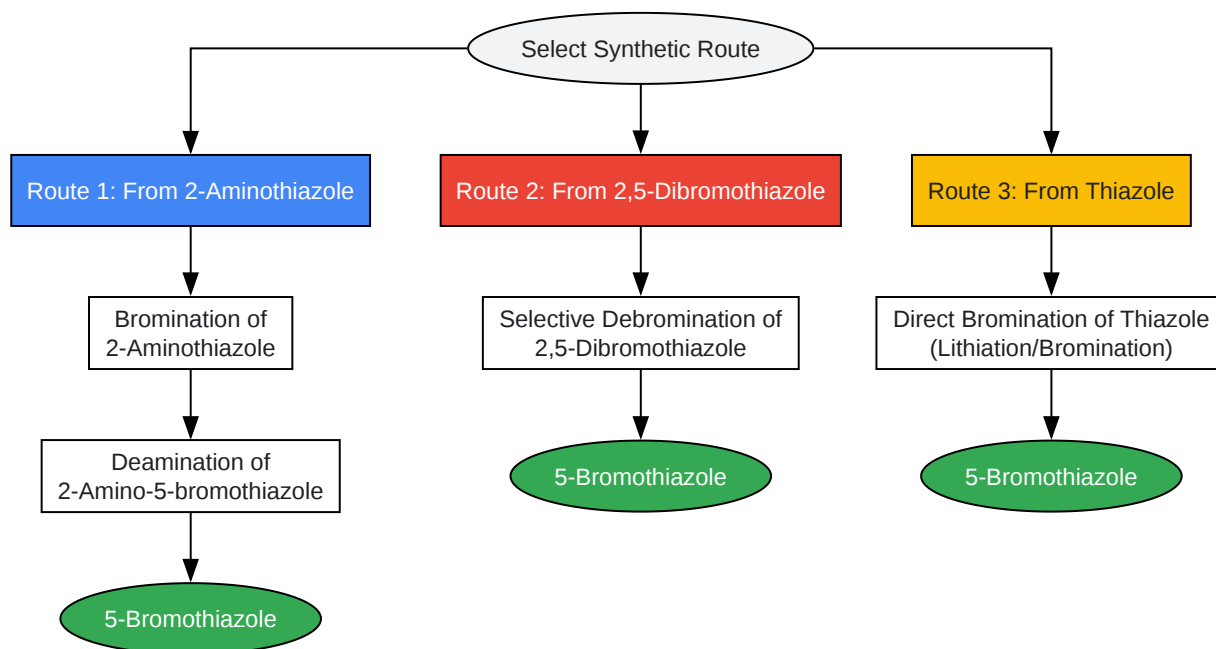 Select Synthetic Route
Route 1: From 2-Aminothiazole
Route 2: From 2,5-Dibromothiazole
Route 3: From Thiazole
Bromination of
2-Aminothiazole
Selective Debromination of
2,5-Dibromothiazole
Direct Bromination of Thiazole
(Lithiation/Bromination)
Deamination of
2-Amino-5-bromothiazole
5-Bromothiazole
5-Bromothiazole
5-Bromothiazole